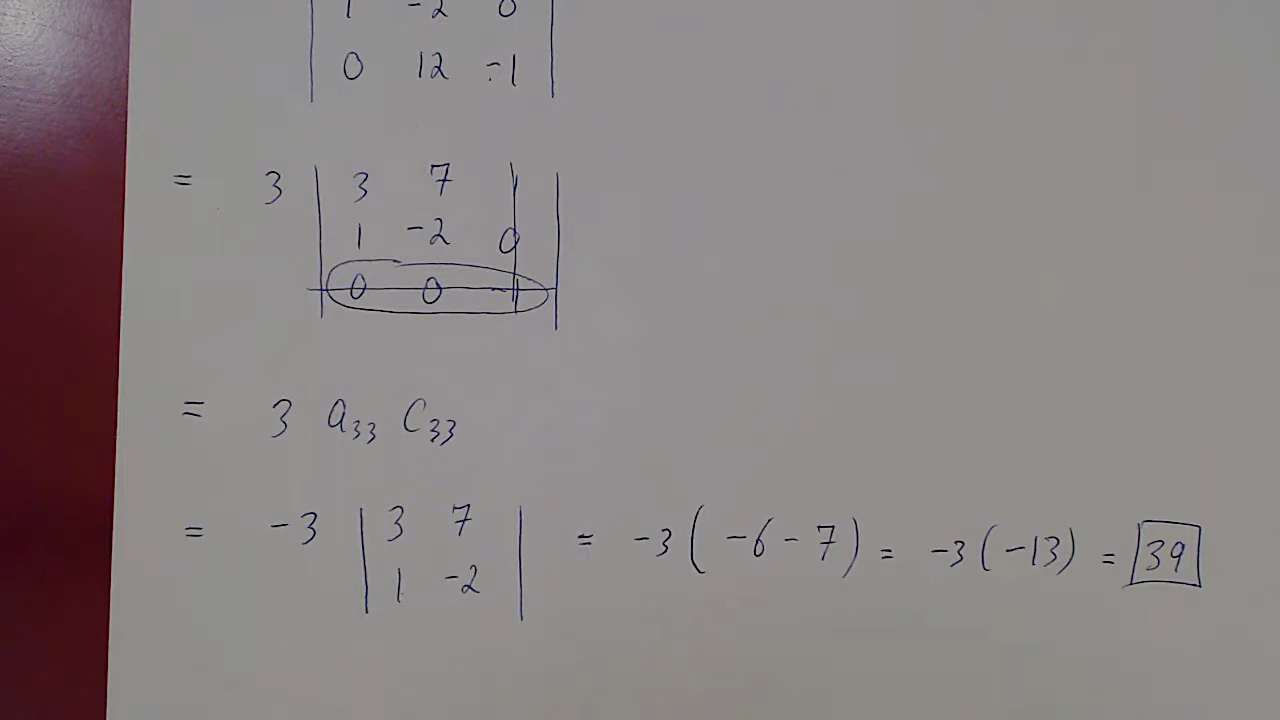 | 1 -2 0 |
| 0 12 -1 |
= 3 | 3 7 |
| 1 -2 0 |
| 0 0 -1 |
= 3 a₃₃ C₃₃
= -3 | 3 7 | = -3 ( -6 - 7 ) = -3 ( -13 ) = 39
| 1 -2 |